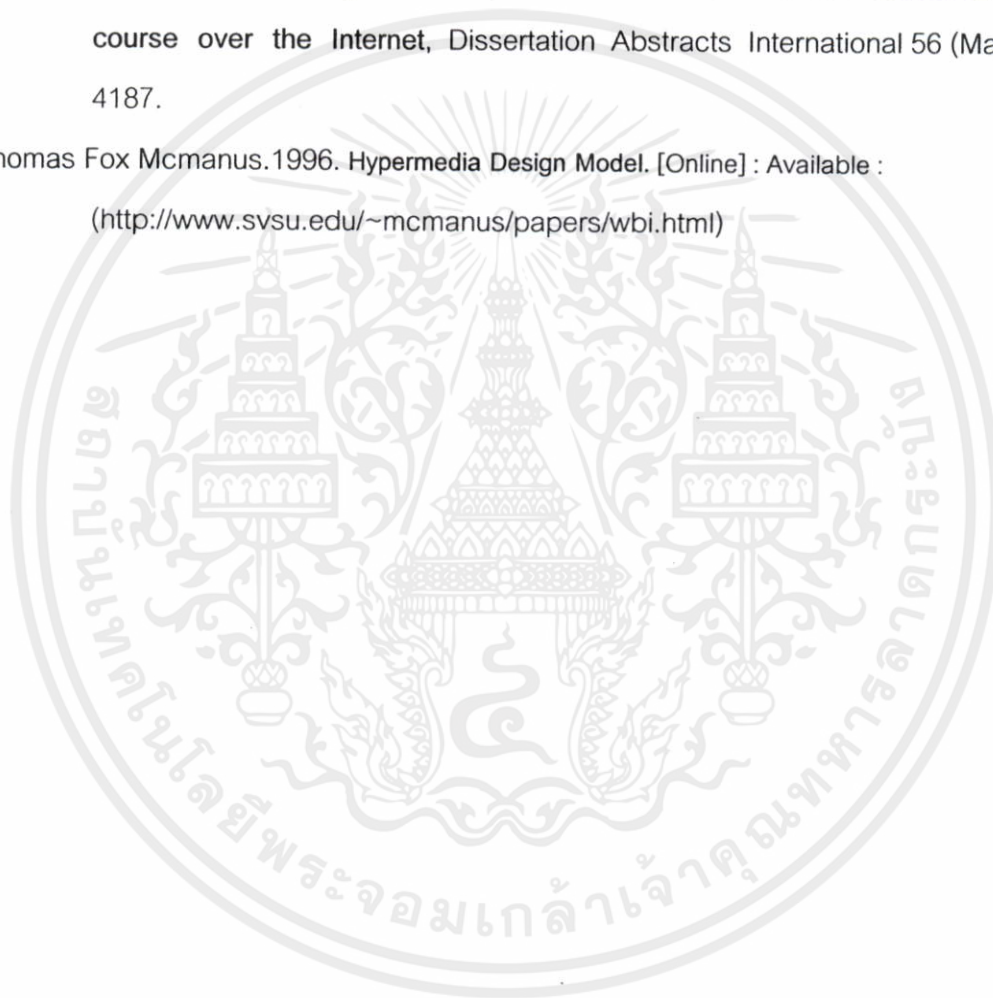 course over the Internet, Dissertation Abstracts International 56 (Ma
4187.
homas Fox Mcmanus.1996. Hypermedia Design Model. [Online] : Available :
(http://www.svsu.edu/~mcmanus/papers/wbi.html)
สถาบันเทคโนโลยีพระจอมเกล้าเจ้าคุณทหารลาดกระบัง